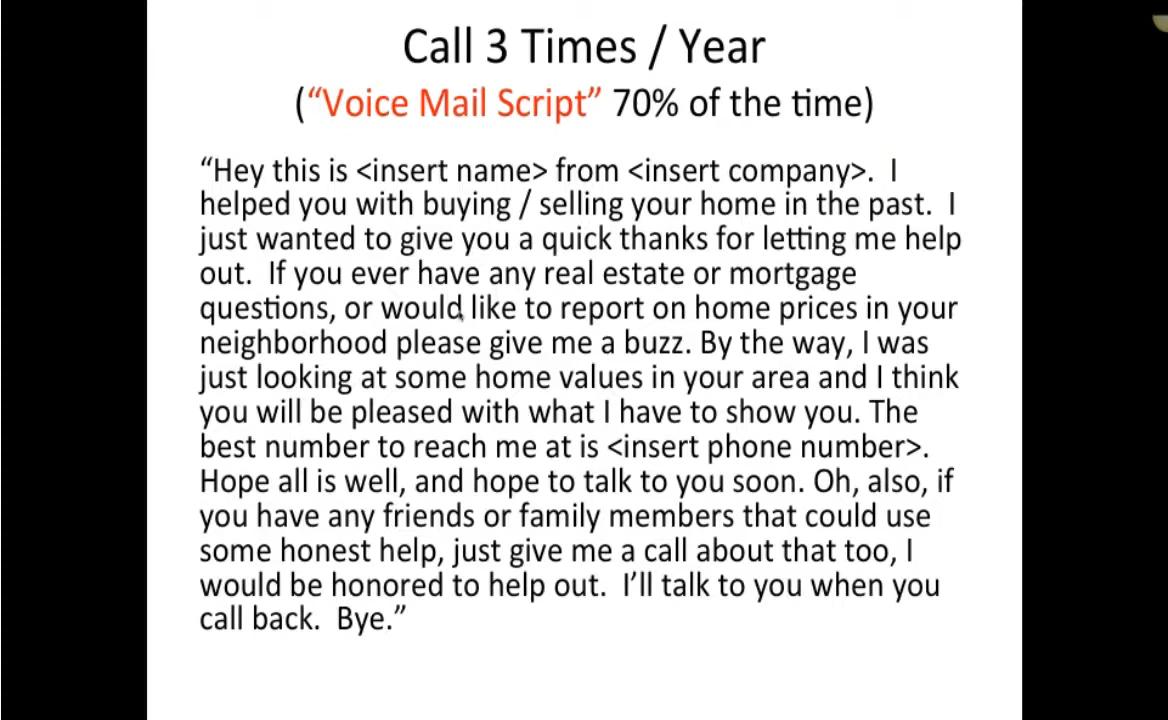 Call 3 Times / Year
(“Voice Mail Script” 70% of the time)
“Hey this is <insert name> from <insert company>. I
helped you with buying / selling your home in the past. I
just wanted to give you a quick thanks for letting me help
out. If you ever have any real estate or mortgage
questions, or would like to report on home prices in your
neighborhood please give me a buzz. By the way, I was
just looking at some home values in your area and I think
you will be pleased with what I have to show you. The
best number to reach me at is <insert phone number>.
Hope all is well, and hope to talk to you soon. Oh, also, if
you have any friends or family members that could use
some honest help, just give me a call about that too, I
would be honored to help out. I’ll talk to you when you
call back. Bye.”